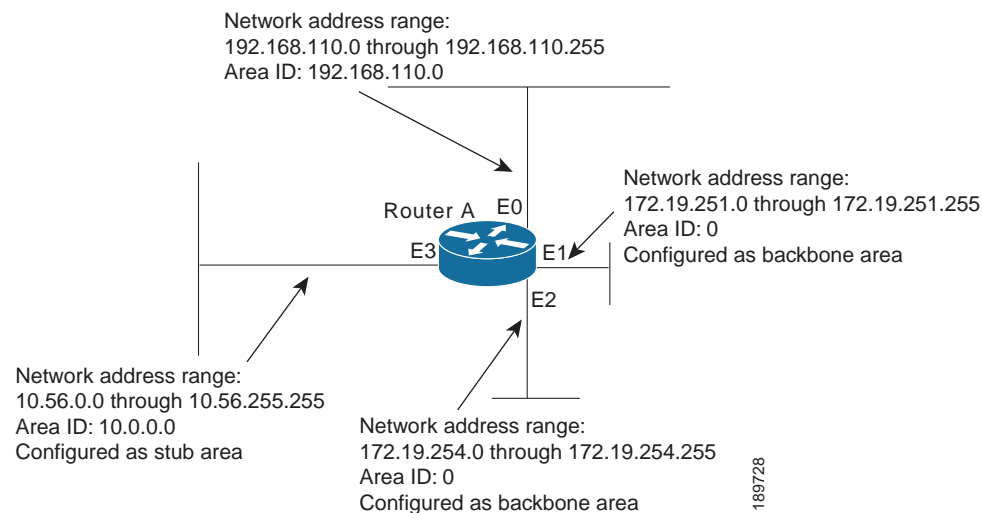 Network address range:
192.168.110.0 through 192.168.110.255
Area ID: 192.168.110.0
Network address range:
172.19.251.0 through 172.19.251.255
Area ID: 0
Configured as backbone area
Router A
E0
E3
E1
E2
Network address range:
10.56.0.0 through 10.56.255.255
Area ID: 10.0.0.0
Configured as stub area
Network address range:
172.19.254.0 through 172.19.254.255
Area ID: 0
Configured as backbone area
189728